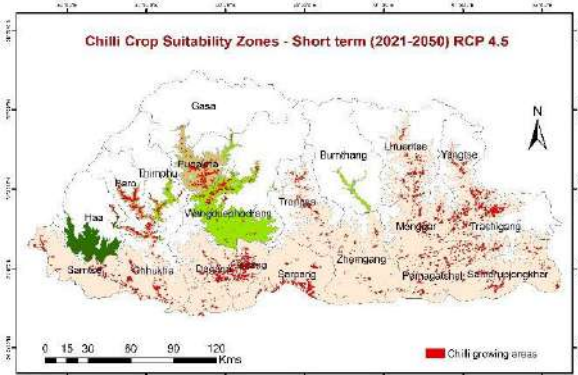 Chilli Crop Suitability Zones - Short term (2021-2050) RCP 4.5
Gasa
N
Lhuentse
Bumthang
Yangtse
Punakha
Thimphu
Paro
Trongsa
Haa
Wangduephodrang
Mongar
Trashigang
Zhemgang
Samtse
Chhukha
Dagana
Sarpang
Pemagatshel
Samdrupjongkhar
0 15 30 60 90 120
Kms
Chilli growing areas